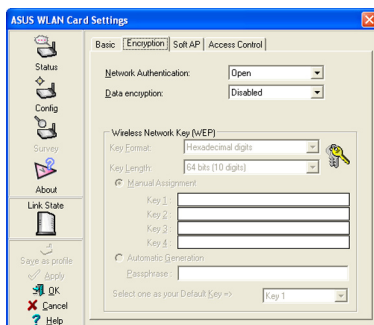 ASUS WLAN Card Settings
Status
Config
Survey
About
Link State
Save as profile
Apply
OK
Cancel
Help
Basic Encryption Soft AP Access Control
Network Authentication: Open
Data encryption: Disabled
Wireless Network Key (WEP)
Key Format: Hexadecimal digits
Key Length: 64 bits (10 digits)
Manual Assignment
Key 1 :
Key 2 :
Key 3 :
Key 4 :
Automatic Generation
Passphrase :
Select one as your Default Key => Key 1